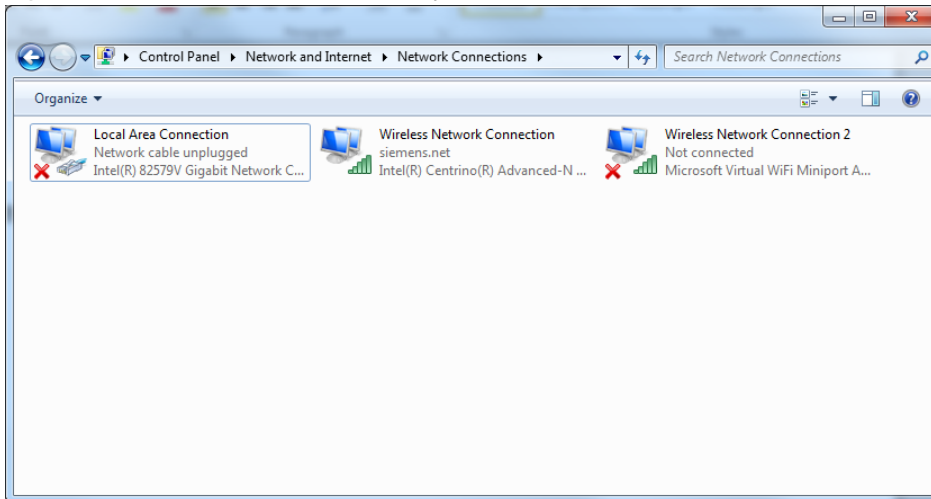 Control Panel ▸ Network and Internet ▸ Network Connections ▸
Search Network Connections
Organize
Local Area Connection
Network cable unplugged
Intel(R) 82579V Gigabit Network C...
Wireless Network Connection
siemens.net
Intel(R) Centrino(R) Advanced-N ...
Wireless Network Connection 2
Not connected
Microsoft Virtual WiFi Miniport A...